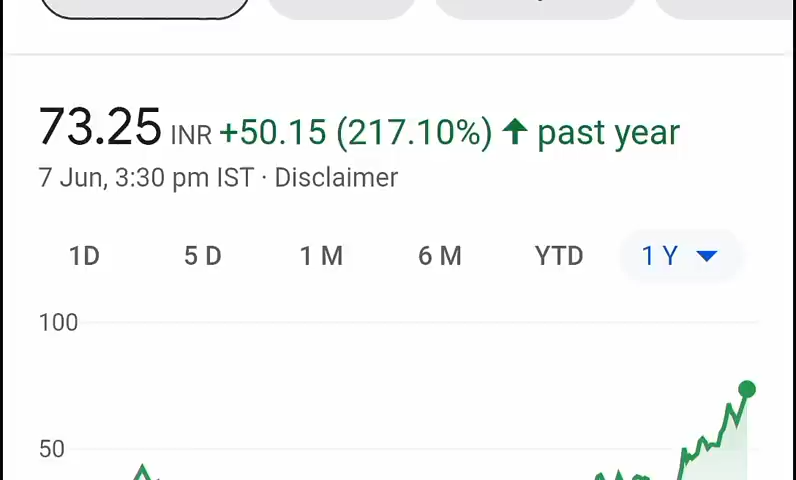 73.25 INR +50.15 (217.10%) ↑ past year
7 Jun, 3:30 pm IST · Disclaimer
1D 5 D 1 M 6 M YTD 1 Y
100
50